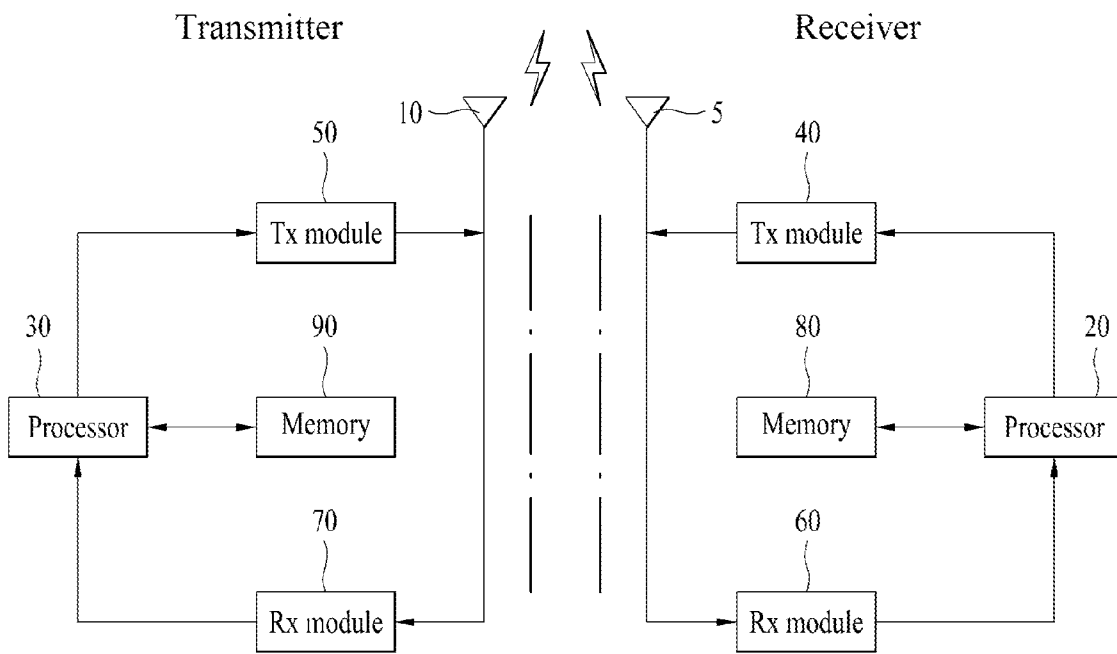 Transmitter
Receiver
10
5
50
40
Tx module
Tx module
30
90
80
20
Processor
Memory
Memory
Processor
70
60
Rx module
Rx module